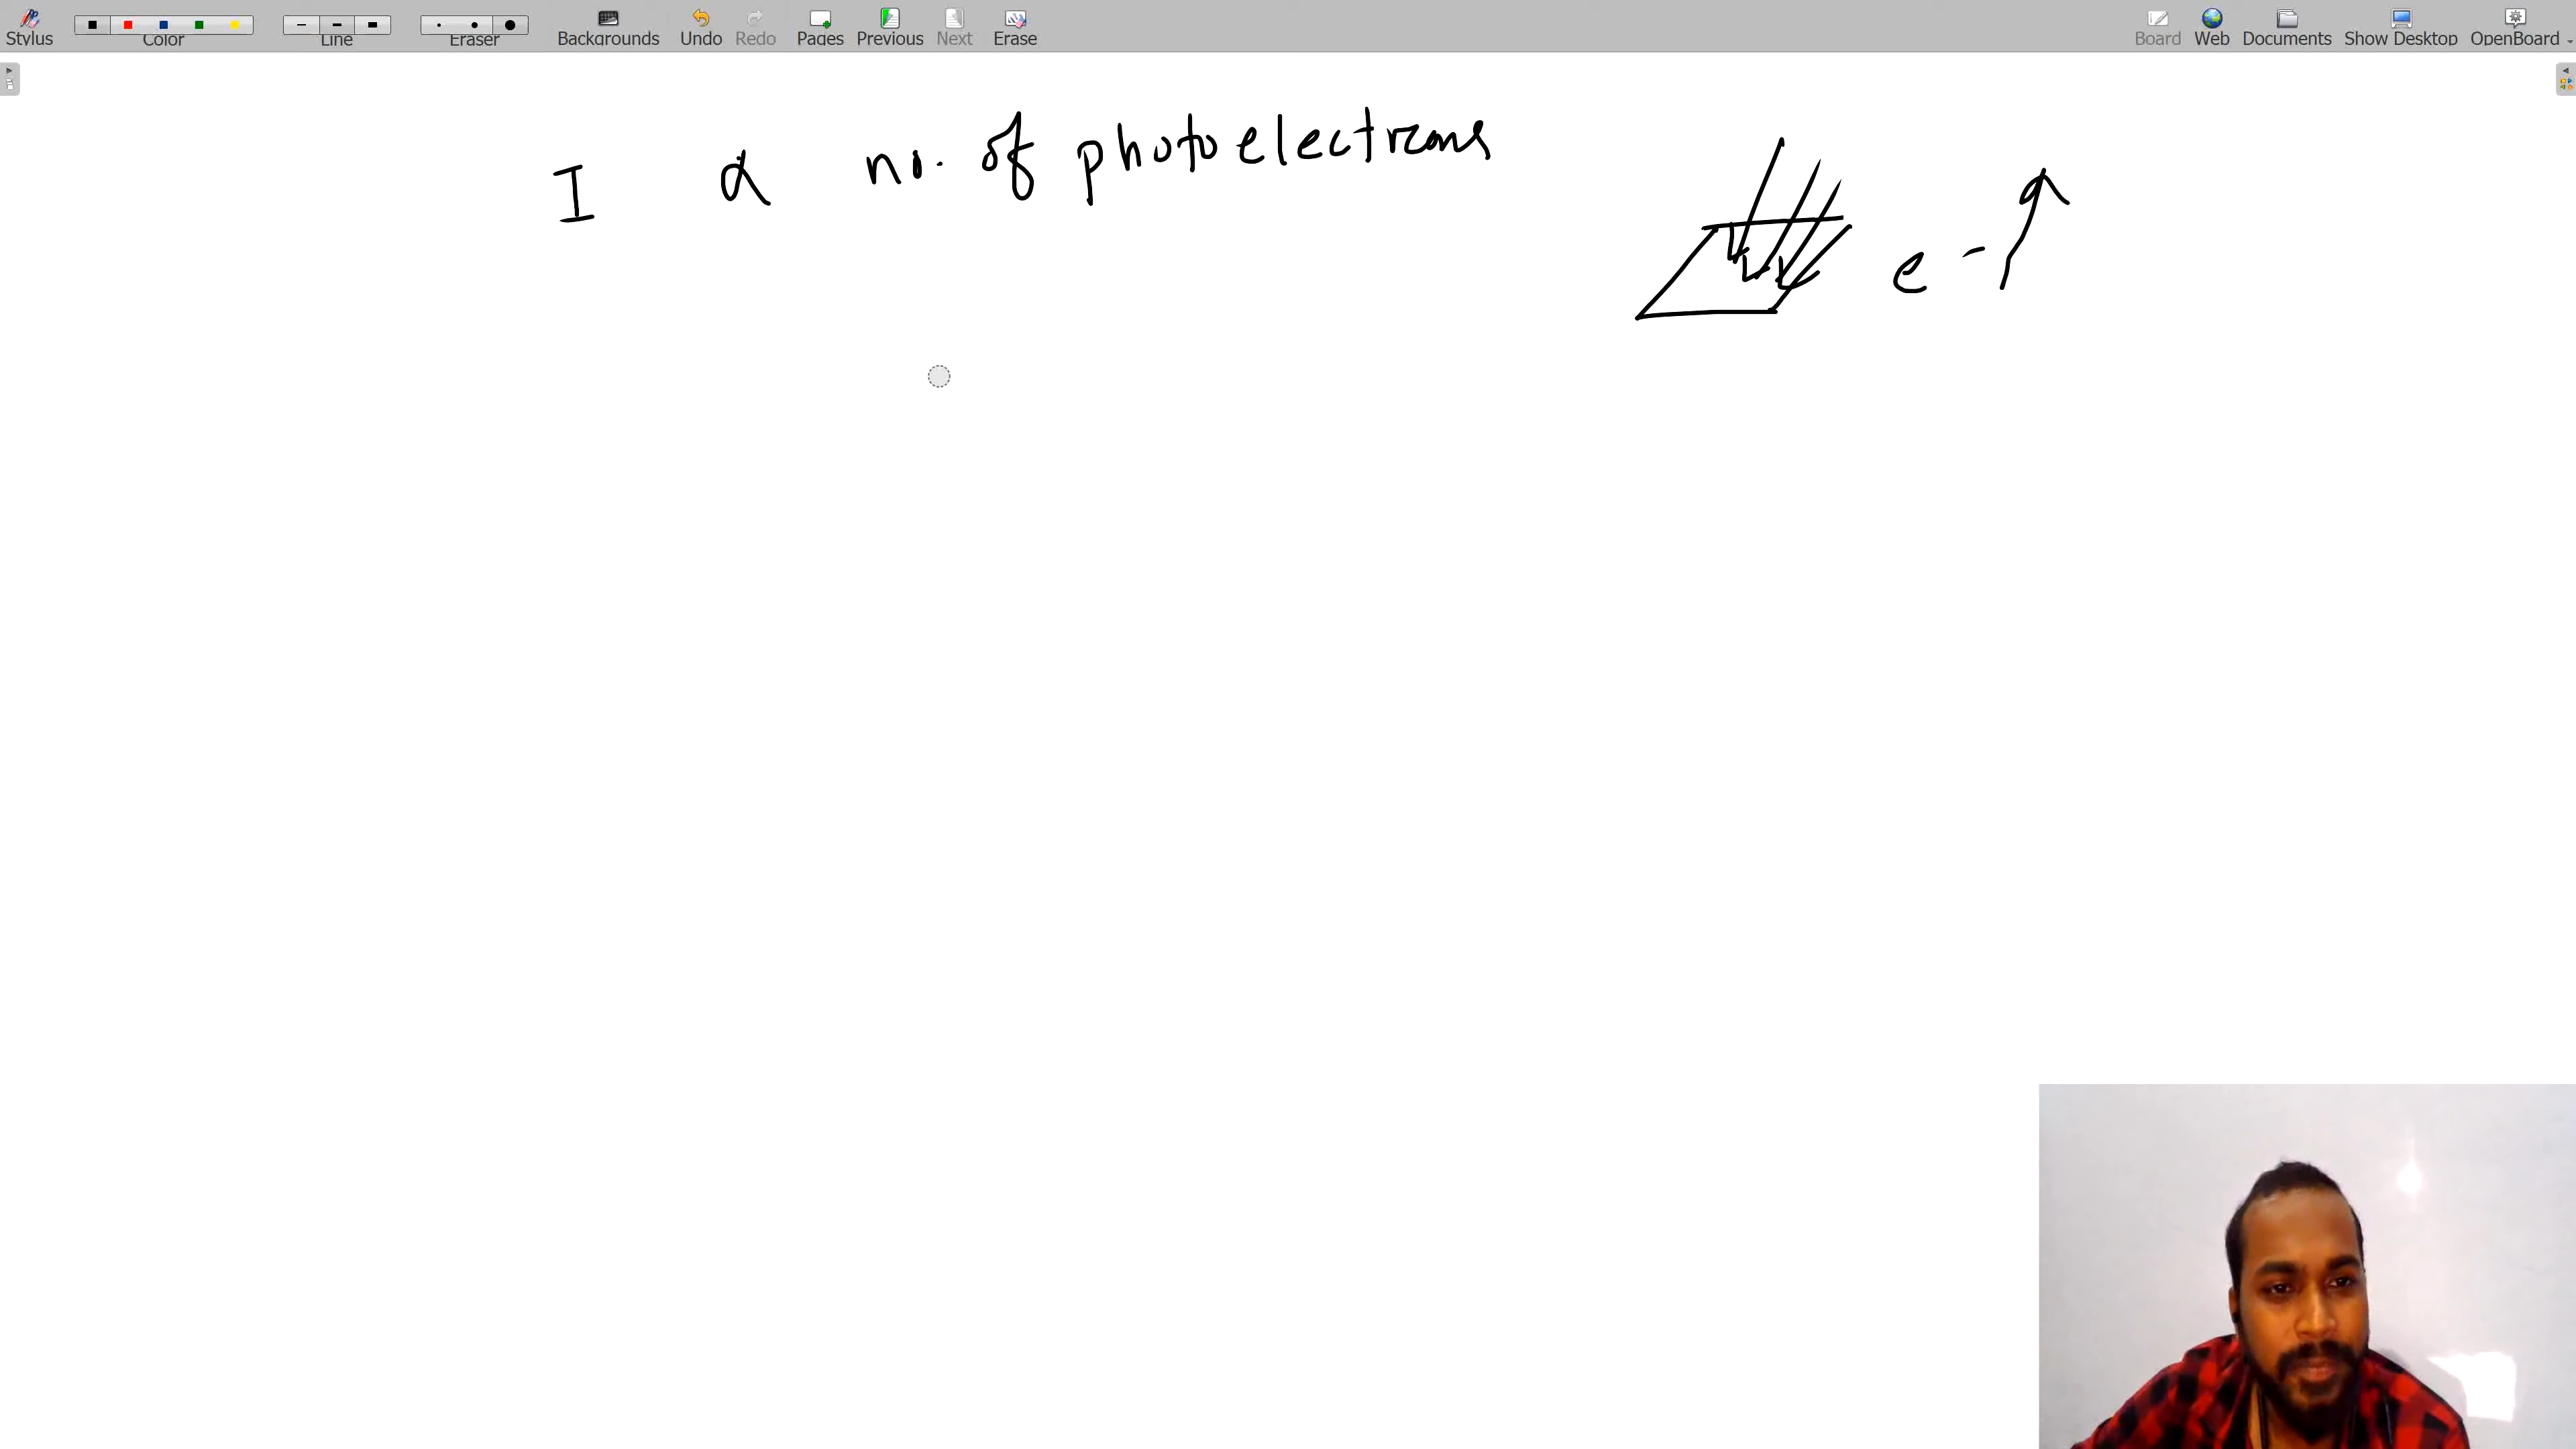 Stylus Color Line Eraser Backgrounds Undo Redo Pages Previous Next Erase Board Web Documents Show Desktop OpenBoard
I α no. of photoelectrons
e -